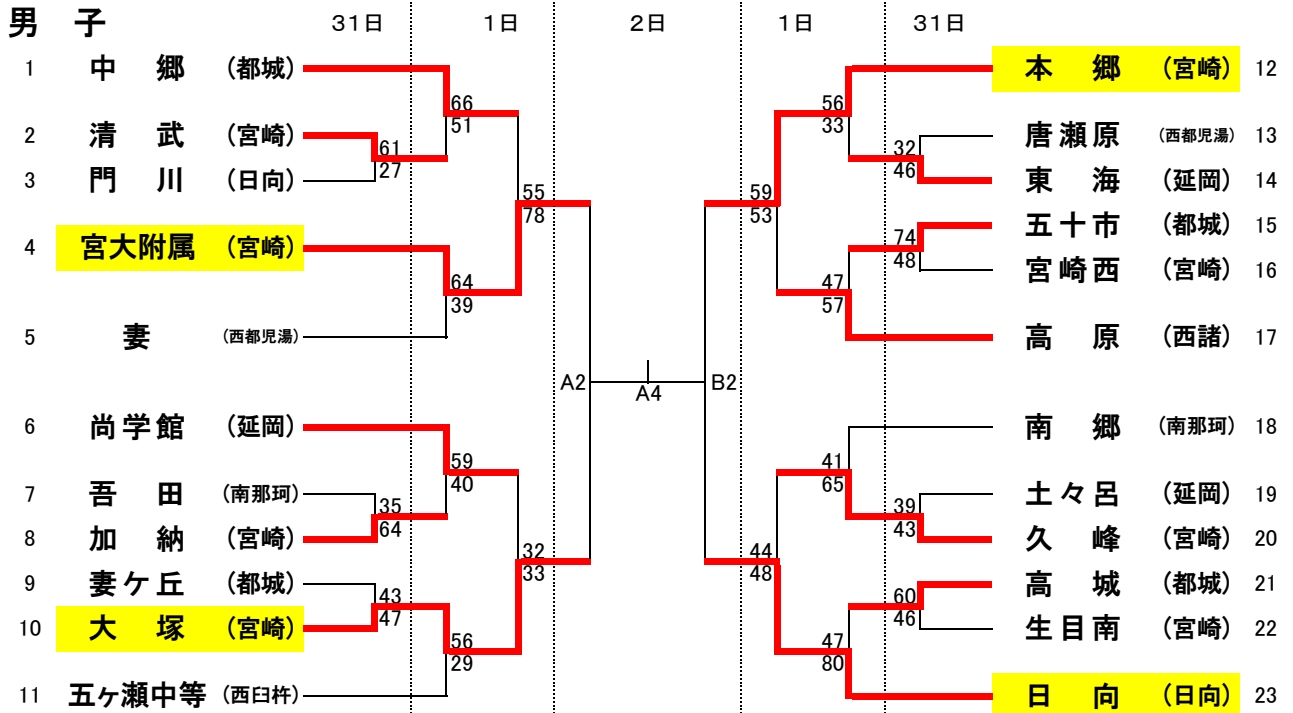 男 子
31日 1日 2日 1日 31日
1 中 郷 (都城)
66
51
2 清 武 (宮崎)
61
27
3 門 川 (日向)
55
78
4 宮大附属 (宮崎)
64
39
5 妻 (西都児湯)
A2
6 尚学館 (延岡)
59
40
7 吾 田 (南那珂)
35
64
8 加 納 (宮崎)
32
33
9 妻ケ丘 (都城)
43
47
10 大 塚 (宮崎)
56
29
11 五ヶ瀬中等 (西臼杵)
A4
本 郷 (宮崎) 12
56
33
唐瀬原 (西都児湯) 13
32
46
東 海 (延岡) 14
59
53
五十市 (都城) 15
74
48
宮崎西 (宮崎) 16
47
57
高 原 (西諸) 17
B2
南 郷 (南那珂) 18
41
65
土々呂 (延岡) 19
39
43
久 峰 (宮崎) 20
44
48
高 城 (都城) 21
60
46
生目南 (宮崎) 22
47
80
日 向 (日向) 23